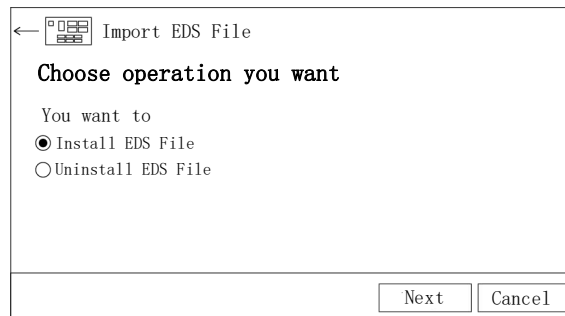 Import EDS File
Choose operation you want
You want to
Install EDS File
Uninstall EDS File
Next
Cancel